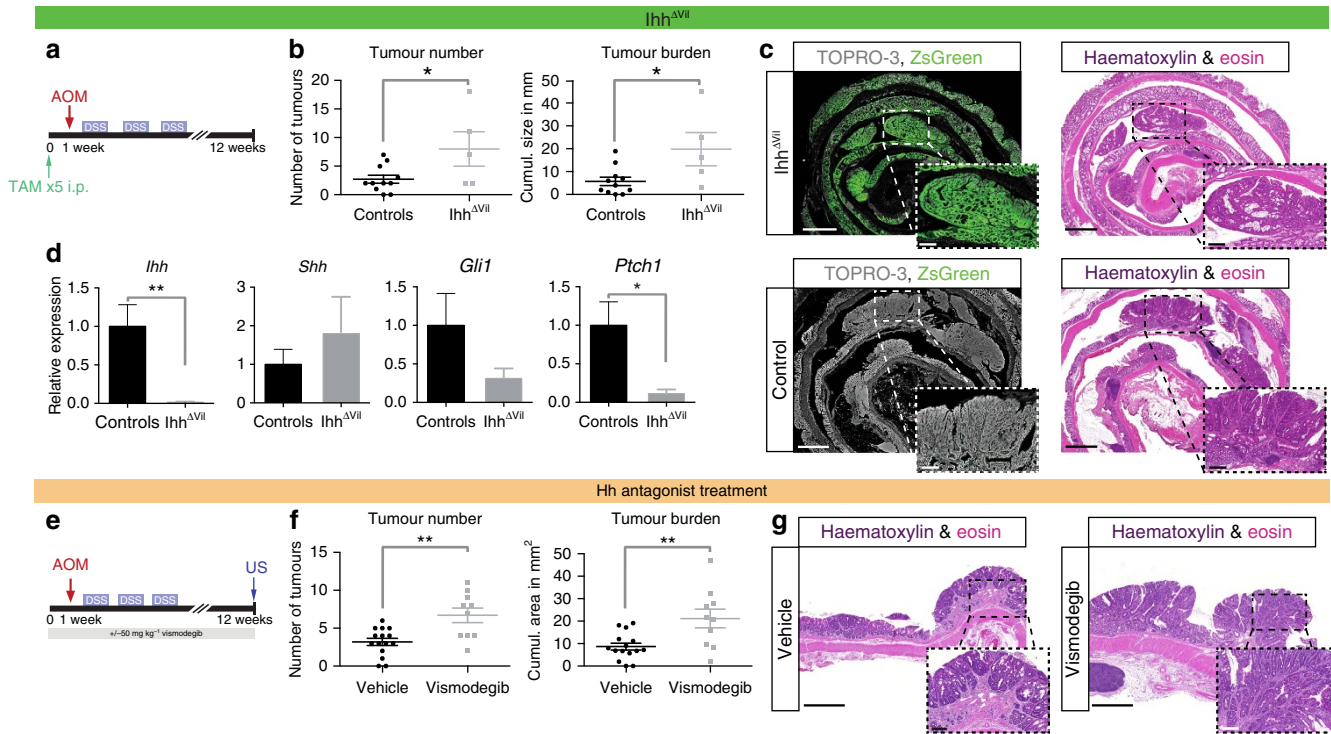 Ihh^ΔVil
a
AOM
DSS DSS DSS
0 1 week 12 weeks
TAM x5 i.p.
b
Tumour number
Number of tumours
20
15
10
5
0
Controls Ihh^ΔVil
*
Tumour burden
Cumul. size in mm
50
40
30
20
10
0
Controls Ihh^ΔVil
*
c
TOPRO-3, ZsGreen
Haematoxylin & eosin
Ihh^ΔVil
TOPRO-3, ZsGreen
Haematoxylin & eosin
Control
d
Relative expression
Ihh
**
1.5
1.0
0.5
0.0
Controls Ihh^ΔVil
Shh
3
2
1
0
Controls Ihh^ΔVil
Gli1
1.5
1.0
0.5
0.0
Controls Ihh^ΔVil
Ptch1
*
1.5
1.0
0.5
0.0
Controls Ihh^ΔVil
Hh antagonist treatment
e
AOM US
DSS DSS DSS
0 1 week 12 weeks
+/–50 mg kg⁻¹ vismodegib
f
Tumour number
Number of tumours
**
15
10
5
0
Vehicle Vismodegib
Tumour burden
Cumul. area in mm²
**
50
40
30
20
10
0
Vehicle Vismodegib
g
Haematoxylin & eosin
Vehicle
Haematoxylin & eosin
Vismodegib